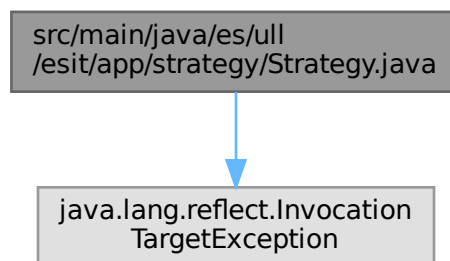 src/main/java/es/ull
/esit/app/strategy/Strategy.java
java.lang.reflect.Invocation
TargetException